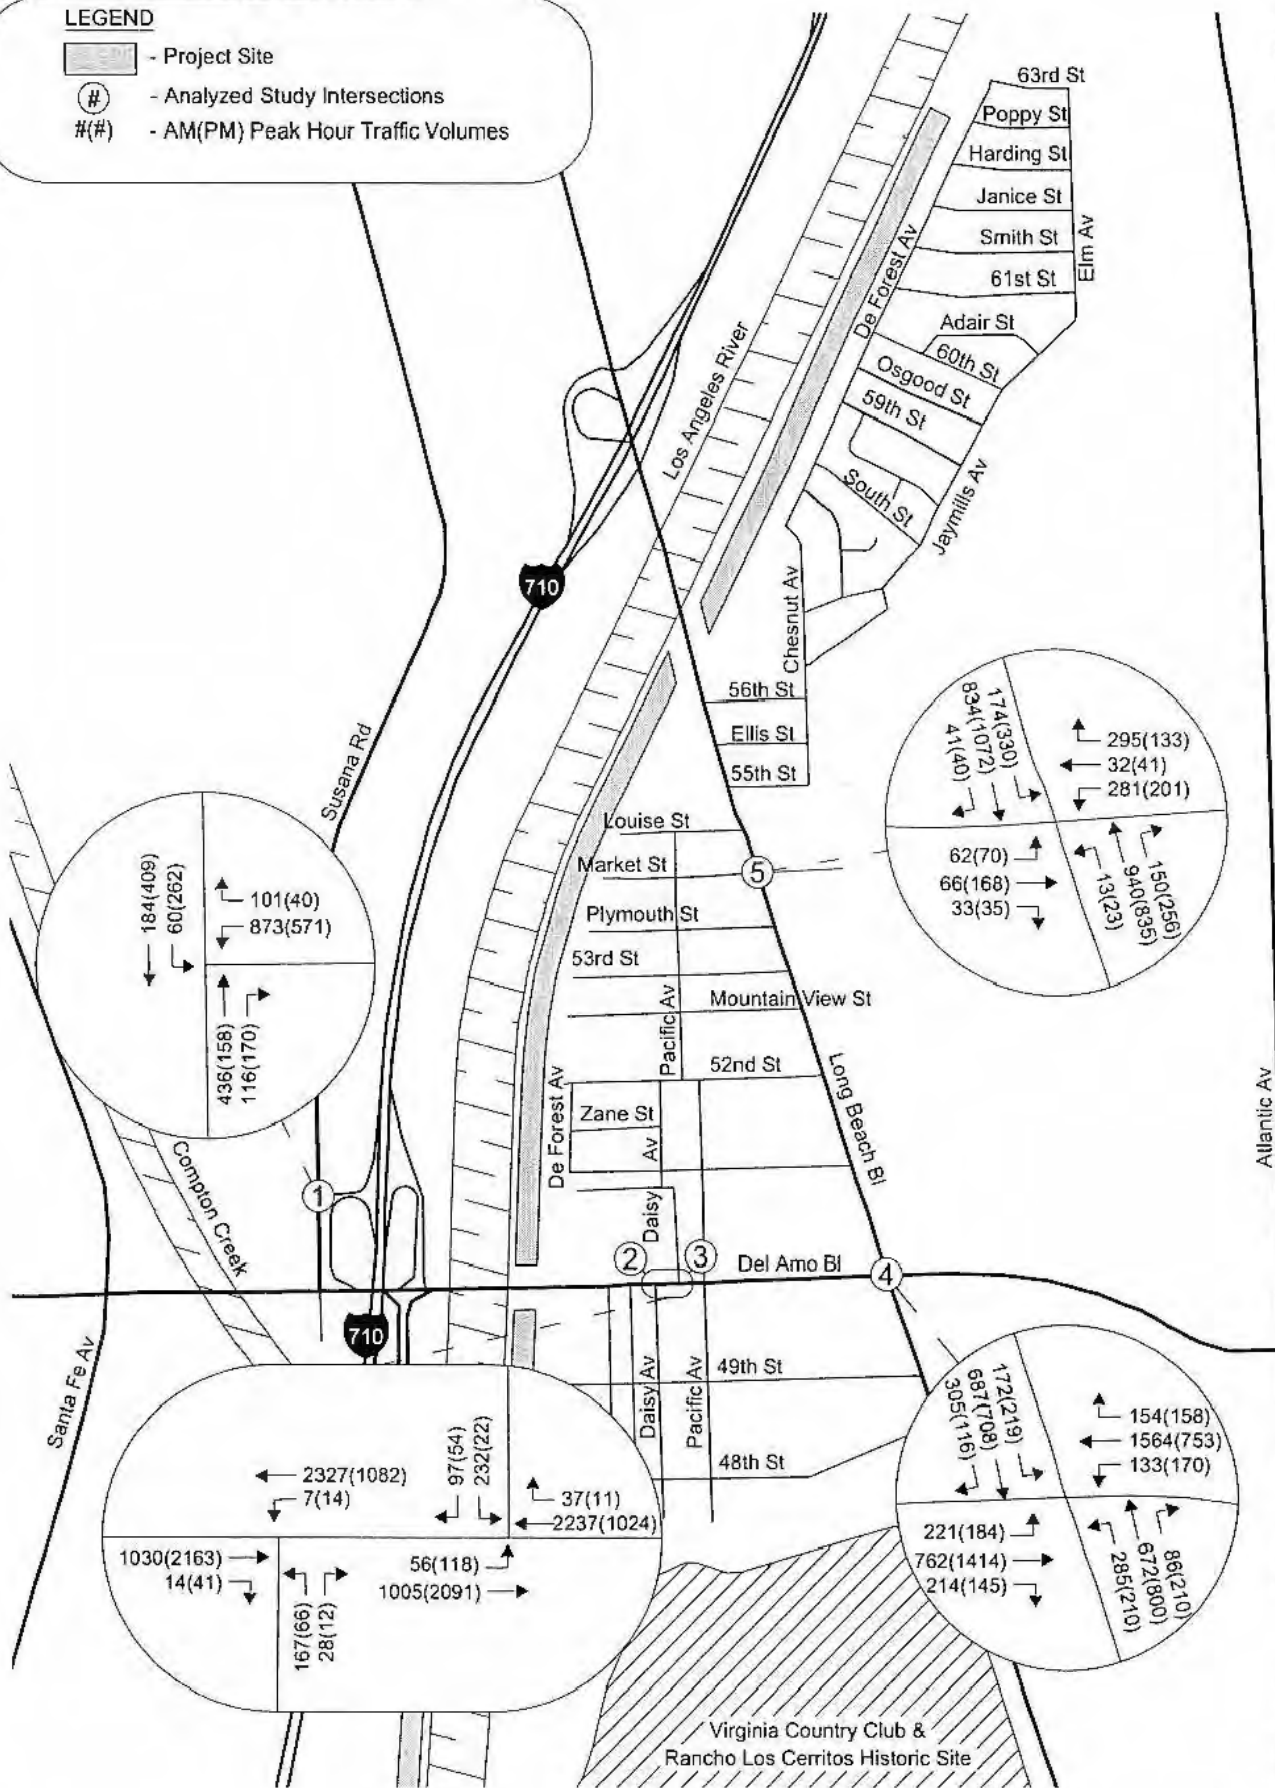 LEGEND
- Project Site
# - Analyzed Study Intersections
#(#) - AM(PM) Peak Hour Traffic Volumes
63rd St
Poppy St
Harding St
Janice St
Smith St
61st St
Elm Av
De Forest Av
Adair St
60th St
Osgood St
59th St
South St
Jaymills Av
Los Angeles River
710
Chesnut Av
56th St
Ellis St
55th St
Susana Rd
Louise St
Market St
5
Plymouth St
53rd St
Mountain View St
Pacific Av
52nd St
De Forest Av
Zane St
Daisy Av
Long Beach Bl
Atlantic Av
174(330)
834(1072)
41(40)
295(133)
32(41)
281(201)
62(70)
66(168)
33(35)
13(23)
940(835)
150(256)
184(409)
60(262)
101(40)
873(571)
436(158)
116(170)
Compton Creek
1
2
3
Del Amo Bl
4
710
Santa Fe Av
49th St
Daisy Av
Pacific Av
48th St
2327(1082)
7(14)
97(54)
232(22)
37(11)
2237(1024)
1030(2163)
14(41)
167(66)
28(12)
56(118)
1005(2091)
172(219)
687(708)
305(116)
154(158)
1564(753)
133(170)
221(184)
762(1414)
214(145)
285(210)
672(800)
86(210)
Virginia Country Club &
Rancho Los Cerritos Historic Site